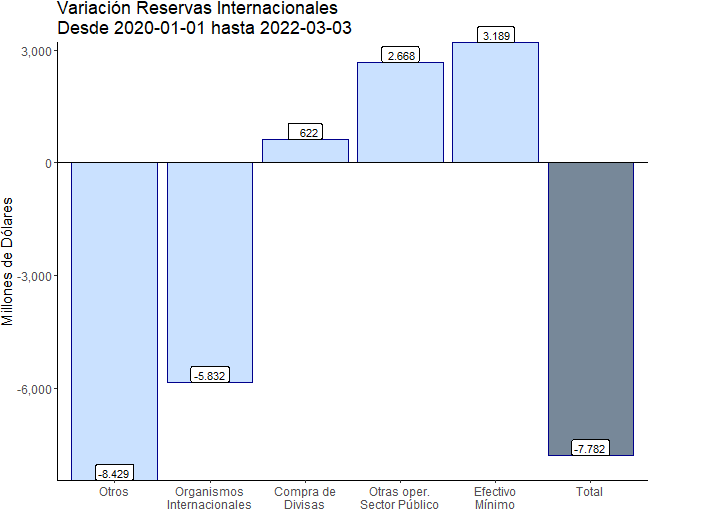 Variación Reservas Internacionales
Desde 2020-01-01 hasta 2022-03-03
Millones de Dólares
3,000
0
-3,000
-6,000
-8.429
-5.832
622
2.668
3.189
-7.782
Otros
Organismos
Internacionales
Compra de
Divisas
Otras oper.
Sector Público
Efectivo
Mínimo
Total